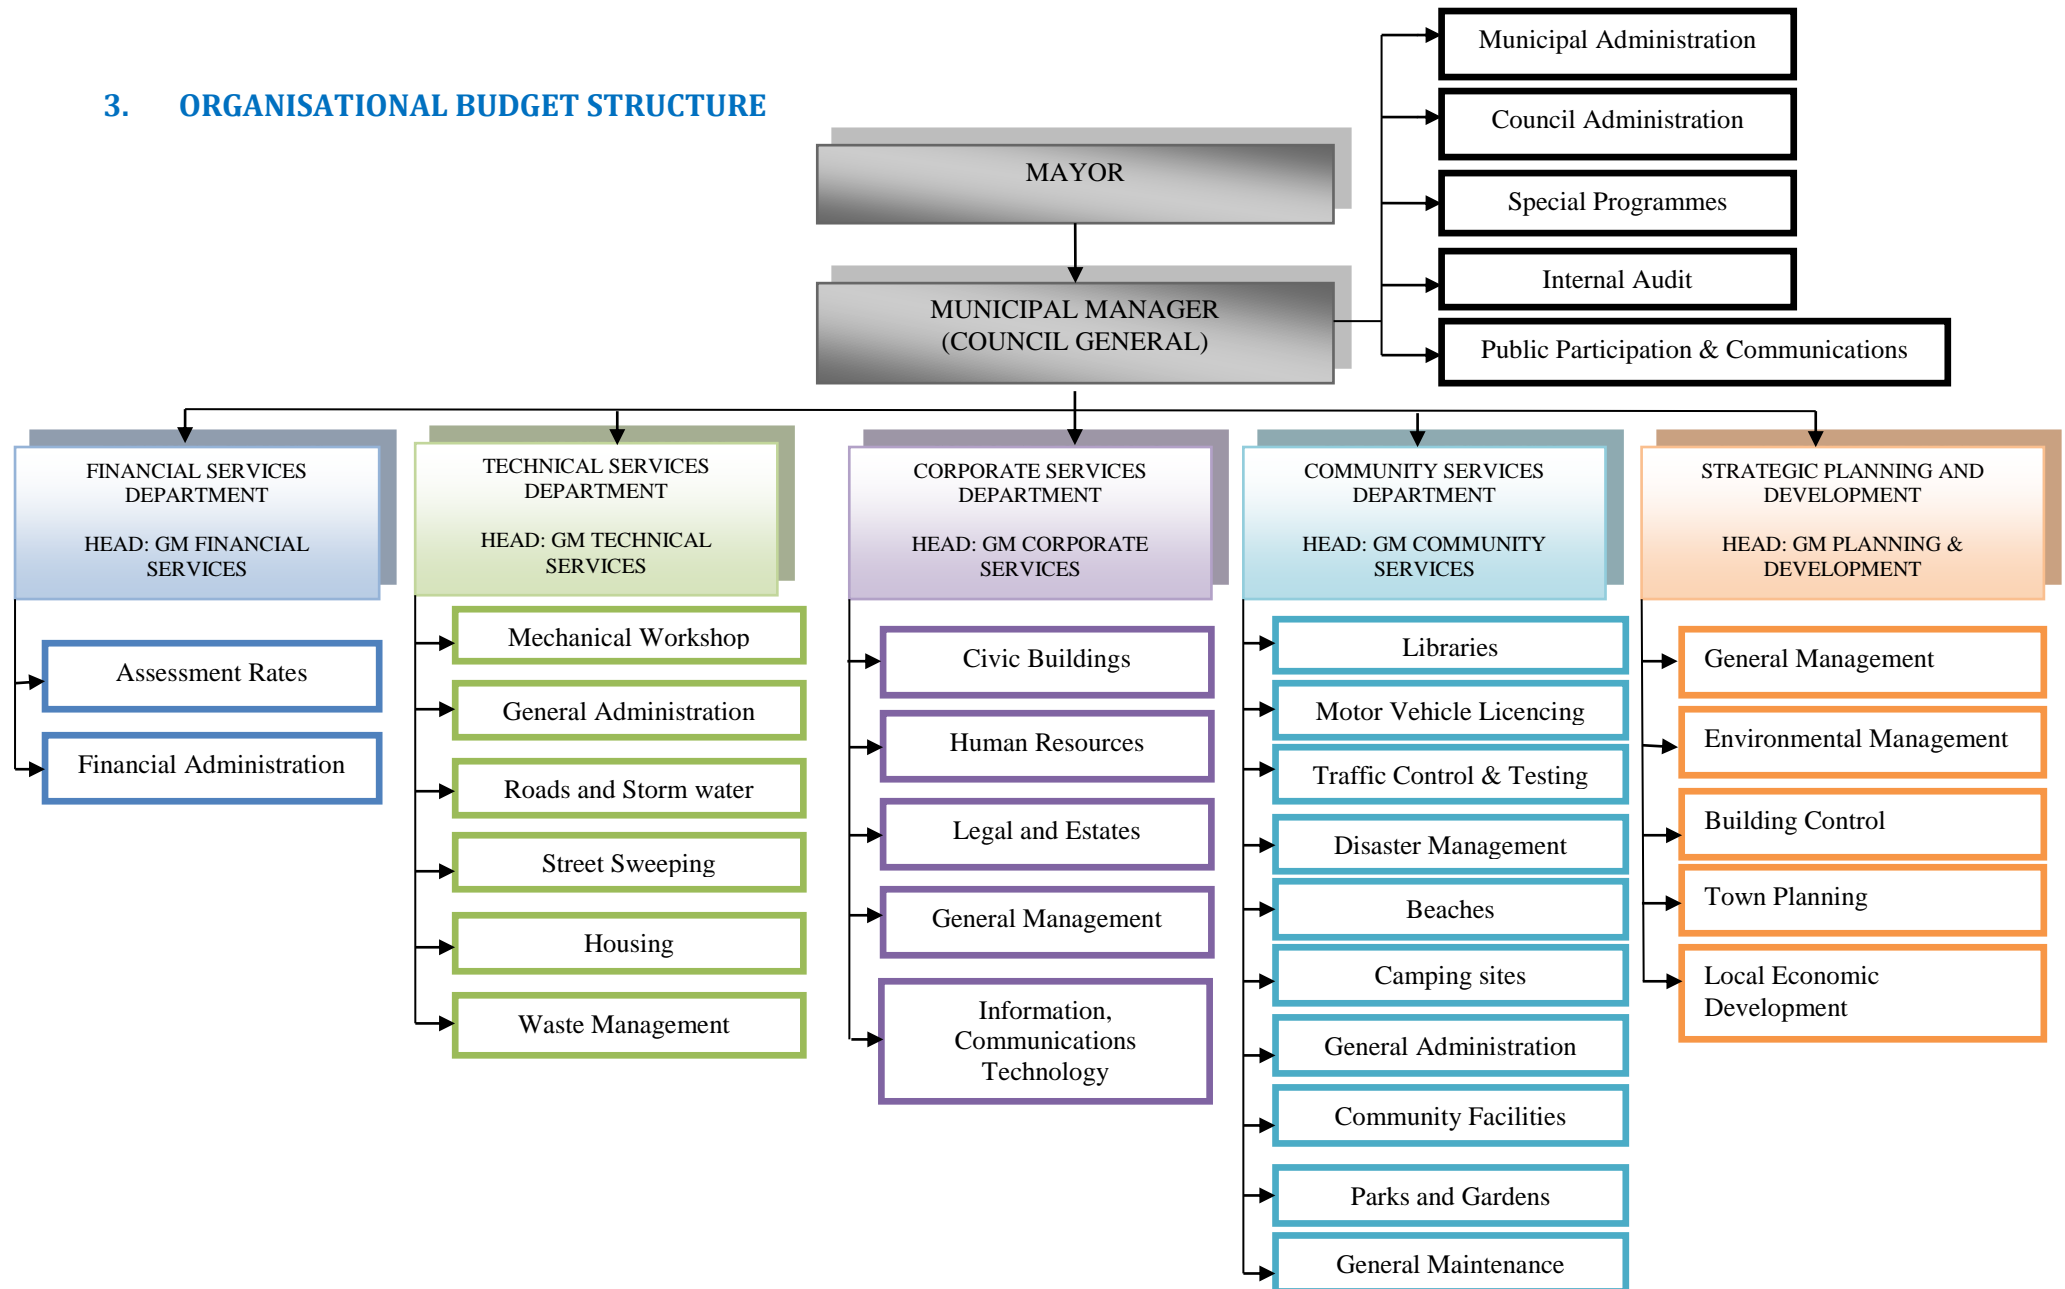 3. ORGANISATIONAL BUDGET STRUCTURE
MAYOR
MUNICIPAL MANAGER
(COUNCIL GENERAL)
Municipal Administration
Council Administration
Special Programmes
Internal Audit
Public Participation & Communications
FINANCIAL SERVICES
DEPARTMENT
HEAD: GM FINANCIAL
SERVICES
Assessment Rates
Financial Administration
TECHNICAL SERVICES
DEPARTMENT
HEAD: GM TECHNICAL
SERVICES
Mechanical Workshop
General Administration
Roads and Storm water
Street Sweeping
Housing
Waste Management
CORPORATE SERVICES
DEPARTMENT
HEAD: GM CORPORATE
SERVICES
Civic Buildings
Human Resources
Legal and Estates
General Management
Information,
Communications
Technology
COMMUNITY SERVICES
DEPARTMENT
HEAD: GM COMMUNITY
SERVICES
Libraries
Motor Vehicle Licencing
Traffic Control & Testing
Disaster Management
Beaches
Camping sites
General Administration
Community Facilities
Parks and Gardens
General Maintenance
STRATEGIC PLANNING AND
DEVELOPMENT
HEAD: GM PLANNING &
DEVELOPMENT
General Management
Environmental Management
Building Control
Town Planning
Local Economic
Development